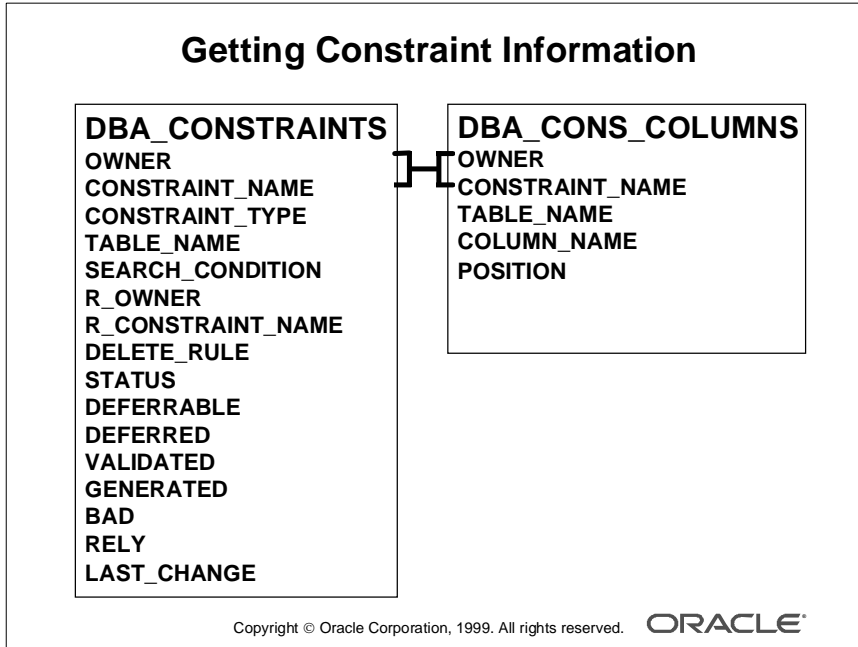 Getting Constraint Information
DBA_CONSTRAINTS
OWNER
CONSTRAINT_NAME
CONSTRAINT_TYPE
TABLE_NAME
SEARCH_CONDITION
R_OWNER
R_CONSTRAINT_NAME
DELETE_RULE
STATUS
DEFERRABLE
DEFERRED
VALIDATED
GENERATED
BAD
RELY
LAST_CHANGE
DBA_CONS_COLUMNS
OWNER
CONSTRAINT_NAME
TABLE_NAME
COLUMN_NAME
POSITION
Copyright © Oracle Corporation, 1999. All rights reserved. ORACLE®